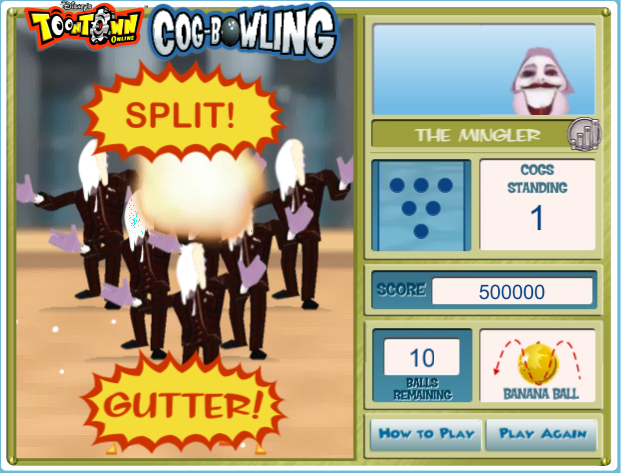 Disney's
TOONTOWN
ONLINE
COG-BOWLING
SPLIT!
GUTTER!
THE MINGLER
COGS
STANDING
1
SCORE 500000
10
BALLS
REMAINING
BANANA BALL
HOW TO PLAY
PLAY AGAIN